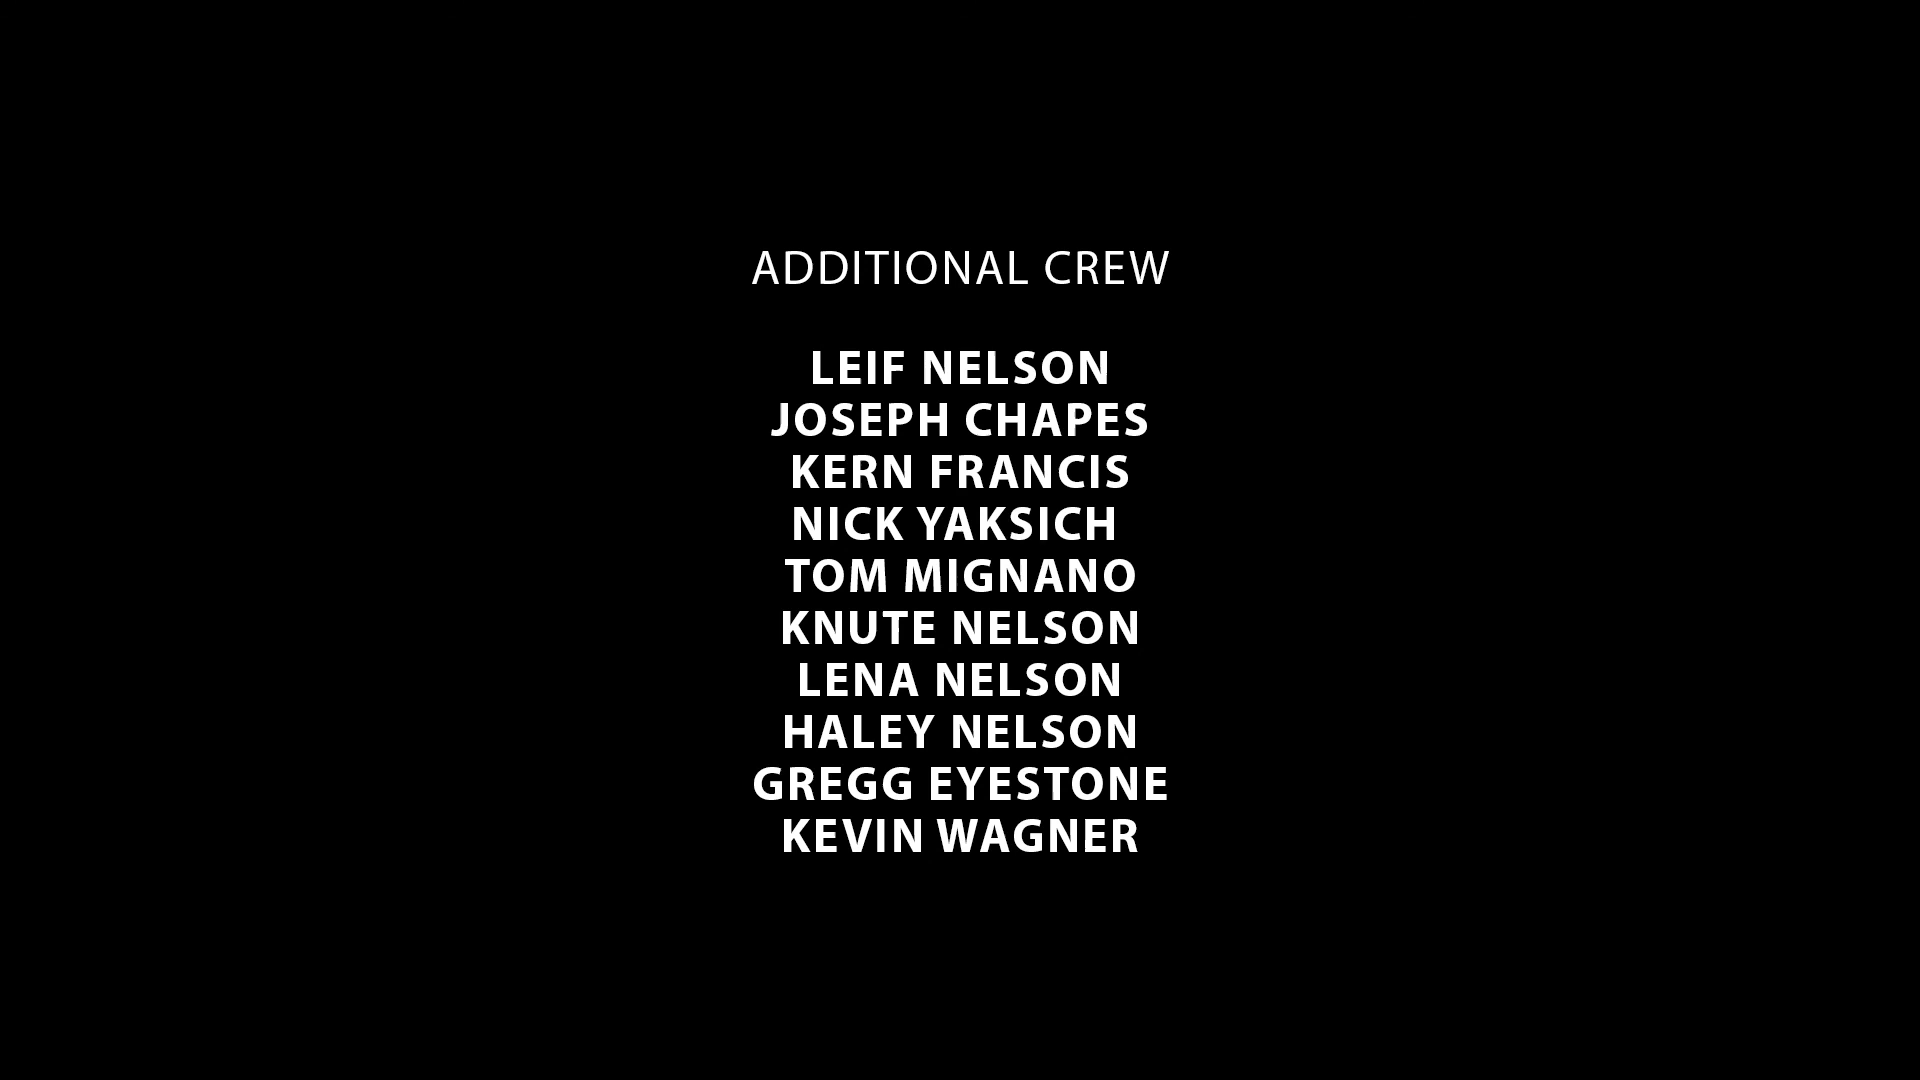 ADDITIONAL CREW
LEIF NELSON
JOSEPH CHAPES
KERN FRANCIS
NICK YAKSICH
TOM MIGNANO
KNUTE NELSON
LENA NELSON
HALEY NELSON
GREGG EYESTONE
KEVIN WAGNER